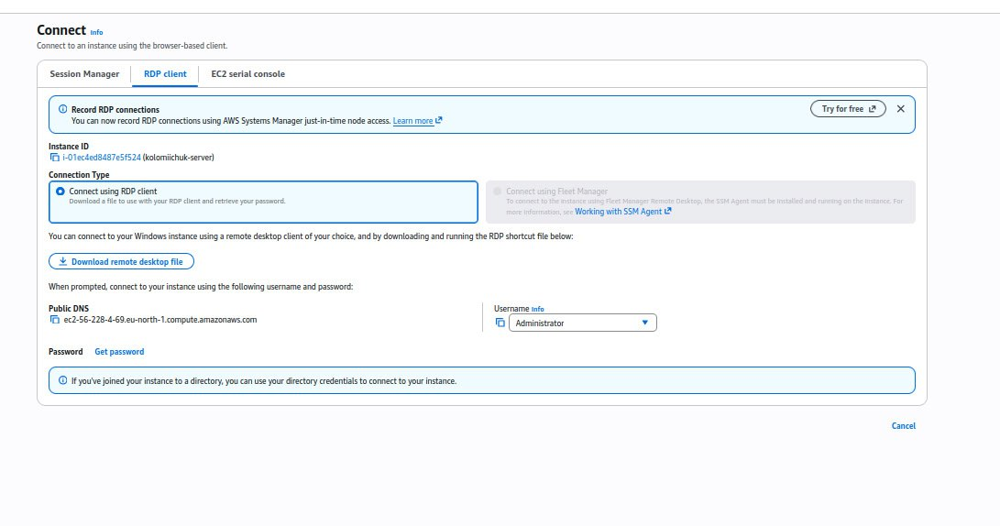 Connect Info
Connect to an instance using the browser-based client.
Session Manager
RDP client
EC2 serial console
Record RDP connections
You can now record RDP connections using AWS Systems Manager just-in-time node access. Learn more
Try for free
Instance ID
i-01ec4ed8487e5f524 (kolomiichuk-server)
Connection Type
Connect using RDP client
Download a file to use with your RDP client and retrieve your password.
Connect using Fleet Manager
To connect to the instance using Fleet Manager Remote Desktop, the SSM Agent must be installed and running on the instance. For
more information, see Working with SSM Agent
You can connect to your Windows instance using a remote desktop client of your choice, and by downloading and running the RDP shortcut file below:
Download remote desktop file
When prompted, connect to your instance using the following username and password:
Public DNS
ec2-56-228-4-69.eu-north-1.compute.amazonaws.com
Username Info
Administrator
Password Get password
If you've joined your instance to a directory, you can use your directory credentials to connect to your instance.
Cancel